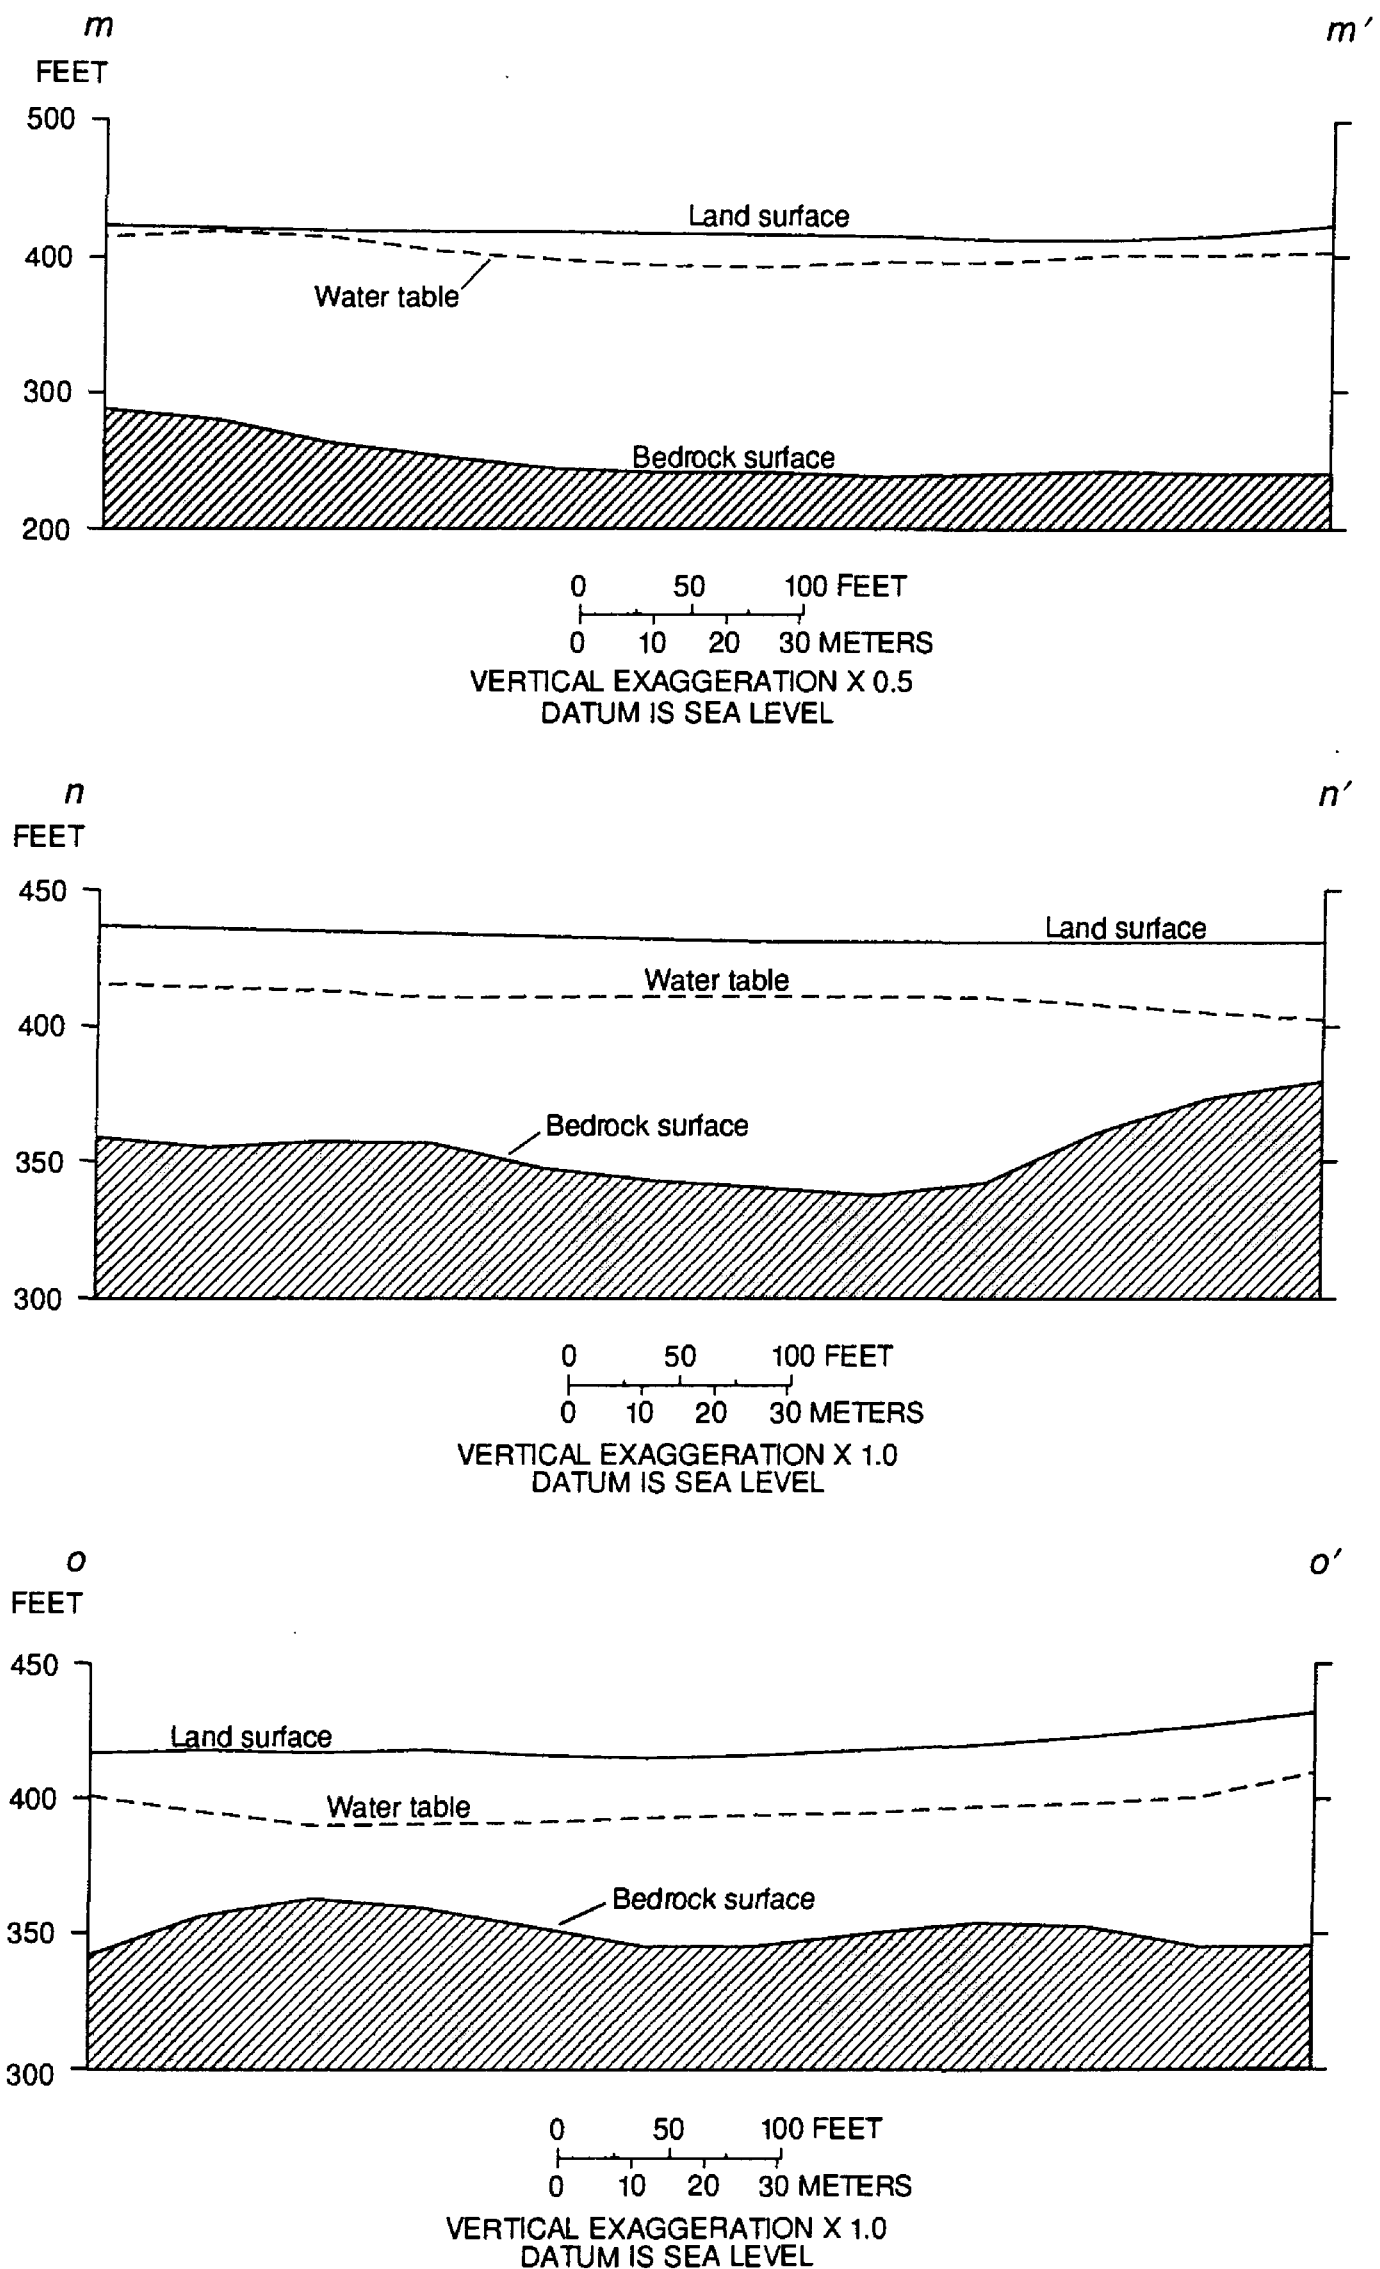 m m'
FEET
500
Land surface
400
Water table
300
Bedrock surface
200
0 50 100 FEET
0 10 20 30 METERS
VERTICAL EXAGGERATION X 0.5
DATUM IS SEA LEVEL
n n'
FEET
450
Land surface
Water table
400
Bedrock surface
350
300
0 50 100 FEET
0 10 20 30 METERS
VERTICAL EXAGGERATION X 1.0
DATUM IS SEA LEVEL
o o'
FEET
450
Land surface
400
Water table
Bedrock surface
350
300
0 50 100 FEET
0 10 20 30 METERS
VERTICAL EXAGGERATION X 1.0
DATUM IS SEA LEVEL